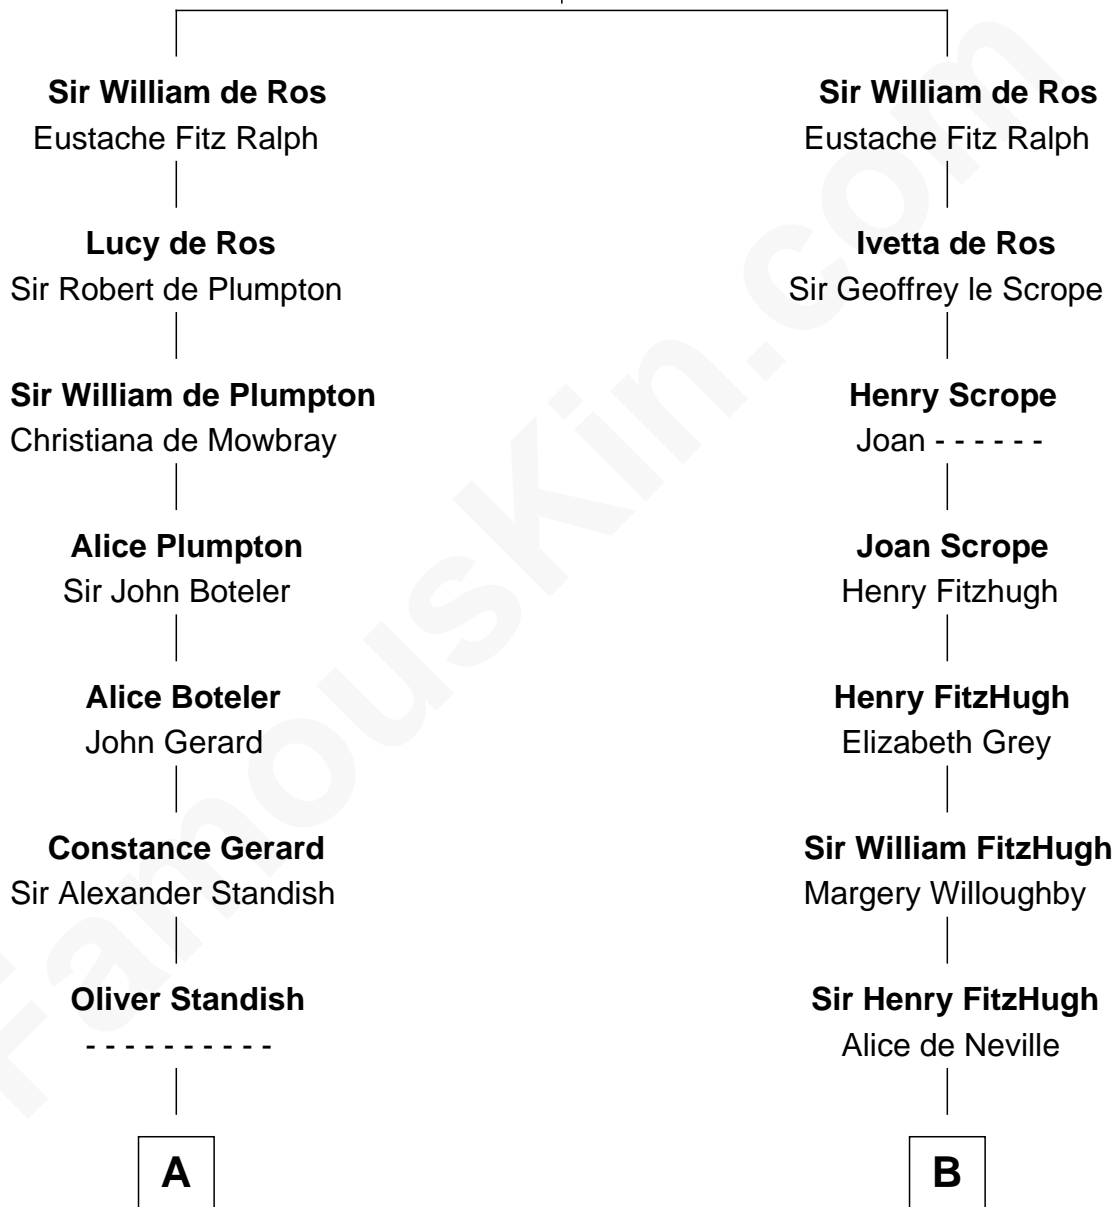 Sir William de Ros
Eustache Fitz Ralph
Lucy de Ros
Sir Robert de Plumpton
Sir William de Plumpton
Christiana de Mowbray
Alice Plumpton
Sir John Boteler
Alice Boteler
John Gerard
Constance Gerard
Sir Alexander Standish
Oliver Standish
- - - - - - - - - -
A
Sir William de Ros
Eustache Fitz Ralph
Ivetta de Ros
Sir Geoffrey le Scrope
Henry Scrope
Joan - - - - - -
Joan Scrope
Henry Fitzhugh
Henry FitzHugh
Elizabeth Grey
Sir William FitzHugh
Margery Willoughby
Sir Henry FitzHugh
Alice de Neville
B
FamousKin.com